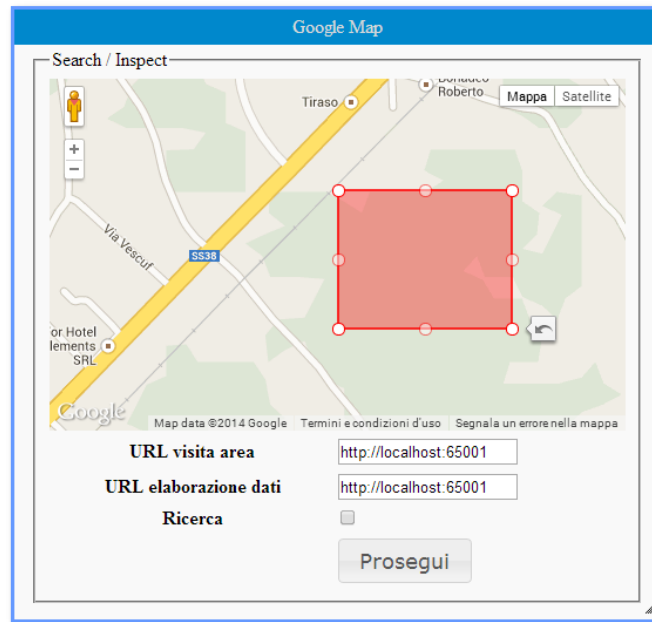 Google Map
Search / Inspect
Bonadeo
Roberto
Tiraso
Mappa
Satellite
+
−
Via Vescuf
SS38
or Hotel
lements
SRL
Google
Map data ©2014 Google
Termini e condizioni d'uso
Segnala un errore nella mappa
URL visita area
http://localhost:65001
URL elaborazione dati
http://localhost:65001
Ricerca
Prosegui